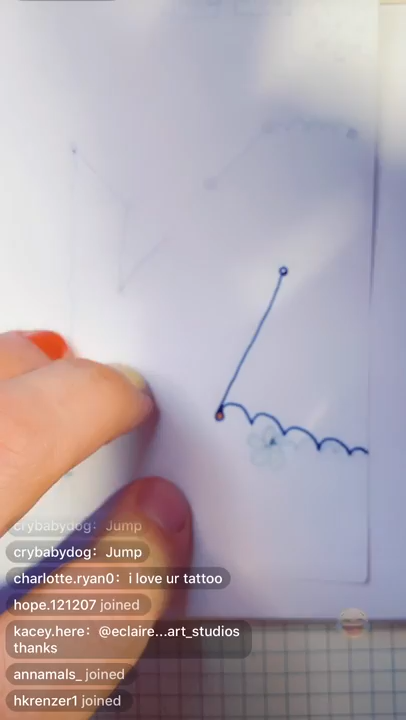 crybabydog: Jump
crybabydog: Jump
charlotte.ryan0: i love ur tattoo
hope.121207 joined
kacey.here: @eclaire...art_studios
thanks
annamals_ joined
hkrenzer1 joined